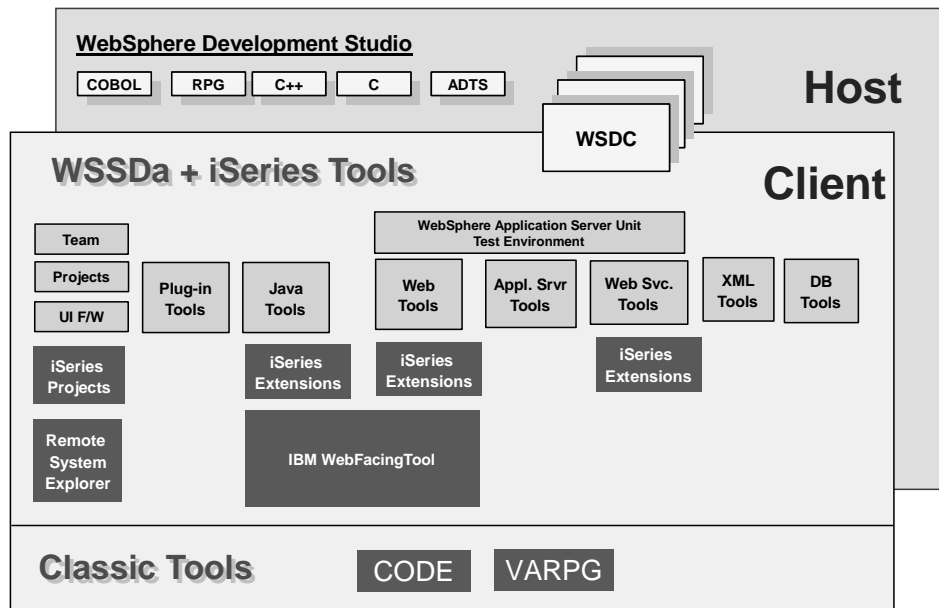 WebSphere Development Studio
COBOL
RPG
C++
C
ADTS
Host
WSDC
WSSDa + iSeries Tools
Client
WebSphere Application Server Unit
Test Environment
Team
Projects
UI F/W
Plug-in
Tools
Java
Tools
Web
Tools
Appl. Srvr
Tools
Web Svc.
Tools
XML
Tools
DB
Tools
iSeries
Projects
iSeries
Extensions
iSeries
Extensions
iSeries
Extensions
Remote
System
Explorer
IBM WebFacingTool
Classic Tools
CODE
VARPG